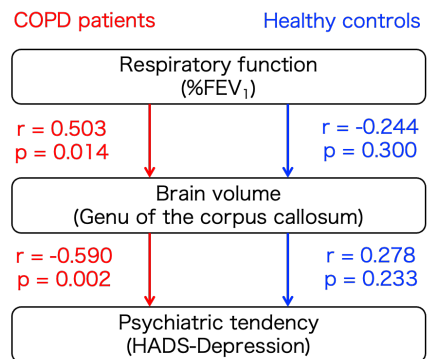 COPD patients Healthy controls
Respiratory function
(%FEV₁)
r = 0.503 r = -0.244
p = 0.014 p = 0.300
Brain volume
(Genu of the corpus callosum)
r = -0.590 r = 0.278
p = 0.002 p = 0.233
Psychiatric tendency
(HADS-Depression)